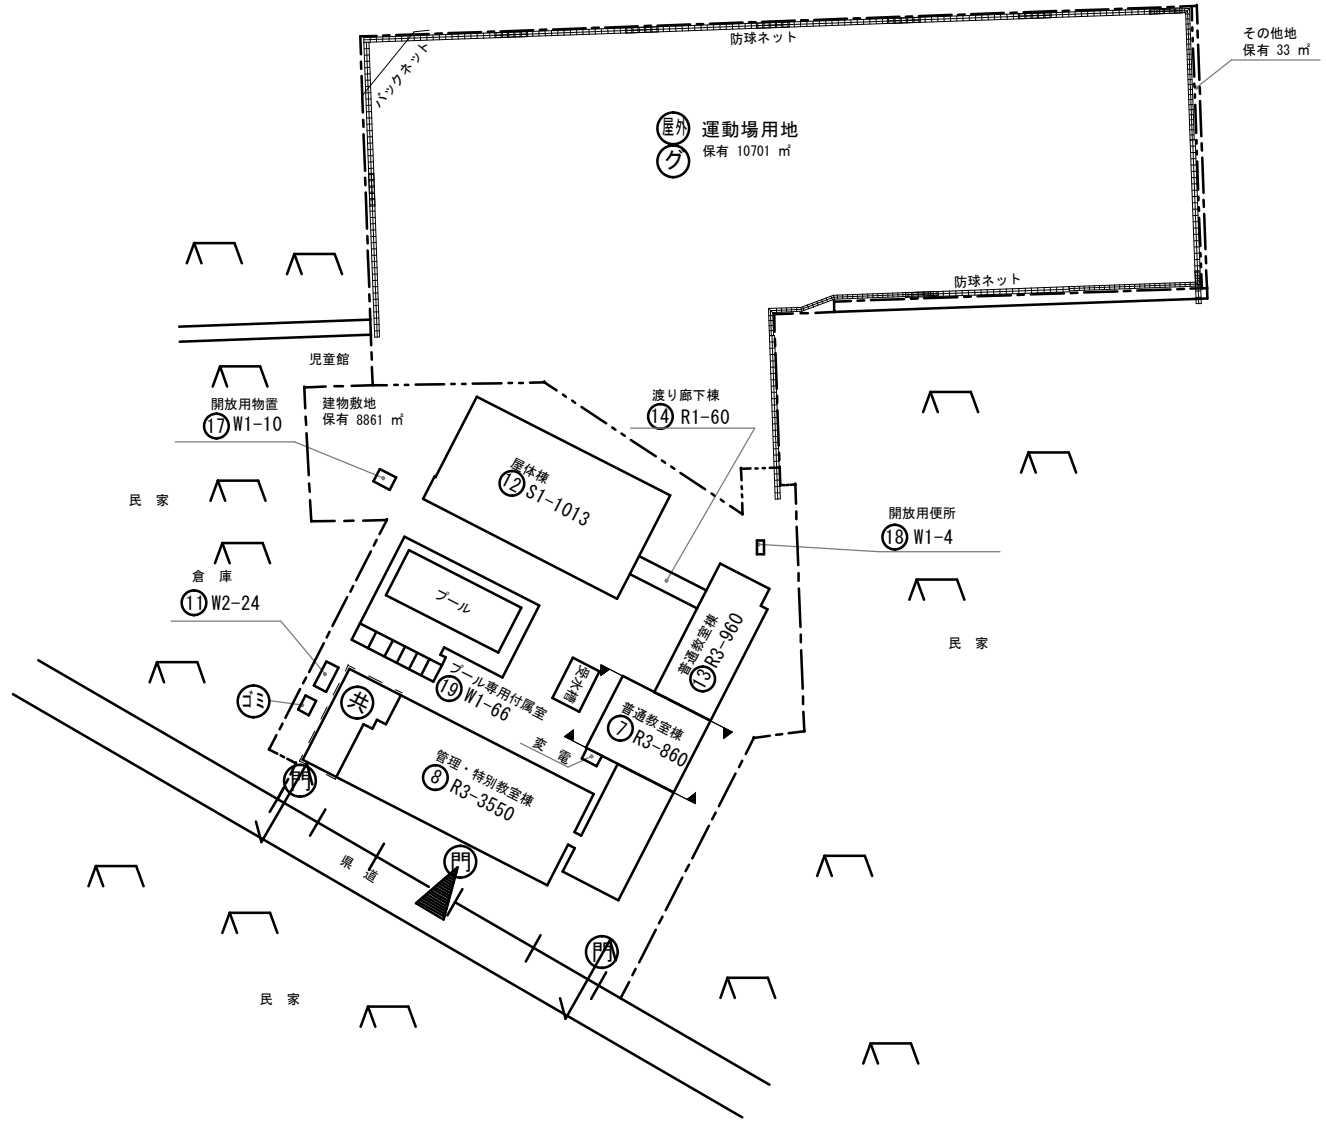 防球ネット
バックネット
その他地
保有 33 ㎡
屋外 運動場用地
グ 保有 10701 ㎡
防球ネット
児童館
開放用物置
17 W1-10
建物敷地
保有 8861 ㎡
渡り廊下棟
14 R1-60
屋体棟
12 S1-1013
民 家
開放用便所
18 W1-4
倉 庫
11 W2-24
プール
民 家
普通教室棟
13 R3-960
受水槽
プール専用付属室
19 W1-66
ゴミ
共
普通教室棟
7 R3-860
変 電
管理・特別教室棟
8 R3-3550
門
県 道
門
門
民 家